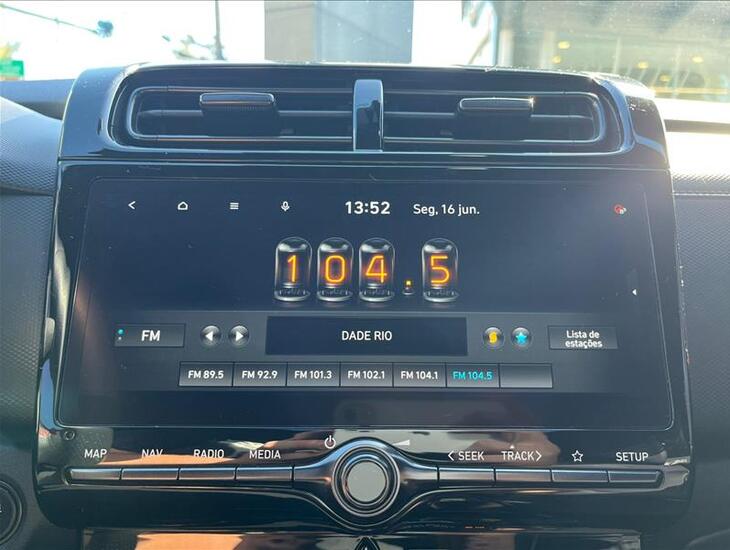 13:52 Seg, 16 jun.
104.5
FM DADE RIO Lista de
estações
FM 89.5 FM 92.9 FM 101.3 FM 102.1 FM 104.1 FM 104.5
MAP NAV RADIO MEDIA < SEEK TRACK > SETUP